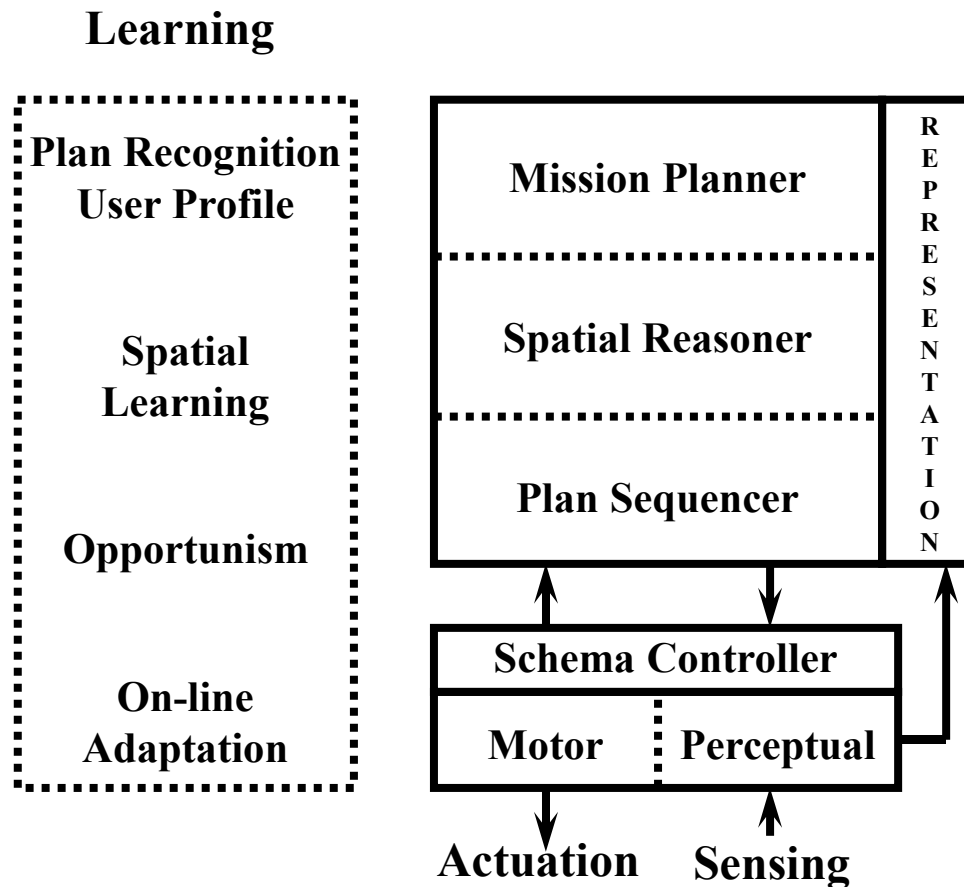 Learning
Plan Recognition
User Profile
Spatial
Learning
Opportunism
On-line
Adaptation
Mission Planner
Spatial Reasoner
Plan Sequencer
REPRESENTATION
Schema Controller
Motor
Perceptual
Actuation
Sensing